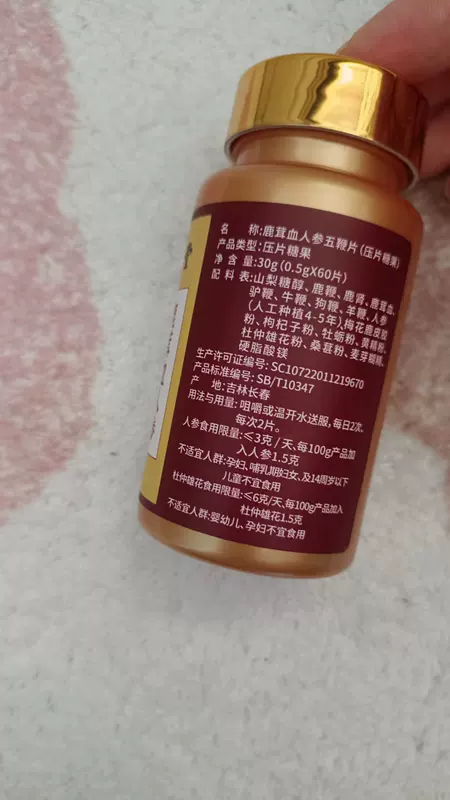 名 称:鹿茸血人参五鞭片(压片糖果)
产品类型:压片糖果
净 含 量:30g(0.5gX60片)
配 料 表:山梨糖醇、鹿鞭、鹿肾、鹿茸血、
驴鞭、牛鞭、狗鞭、羊鞭、人参
(人工种植4-5年)、梅花鹿皮胶
粉、枸杞子粉、牡蛎粉、黄精粉、
杜仲雄花粉、桑葚粉、麦芽糊精、
硬脂酸镁
生产许可证编号: SC10722011219670
产品标准编号: SB/T10347
产 地:吉林长春
用法与用量: 咀嚼或温开水送服,每日2次,
每次2片。
人参食用限量:≤3克/天、每100g产品加
入人参1.5克
不适宜人群:孕妇、哺乳期妇女、及14周岁以下
儿童不宜食用
杜仲雄花食用限量:≤6克/天、每100g产品加入
杜仲雄花1.5克
不适宜人群:婴幼儿、孕妇不宜食用